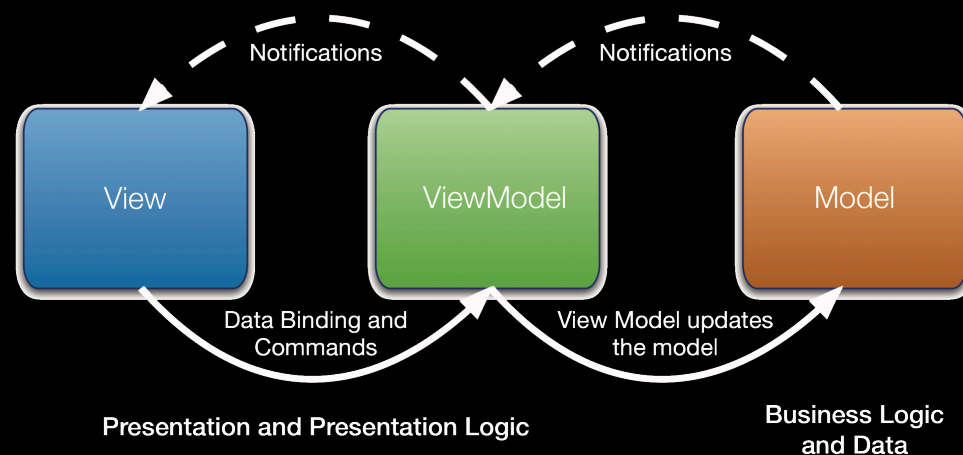 Notifications
Notifications
View
ViewModel
Model
Data Binding and
Commands
View Model updates
the model
Presentation and Presentation Logic
Business Logic
and Data